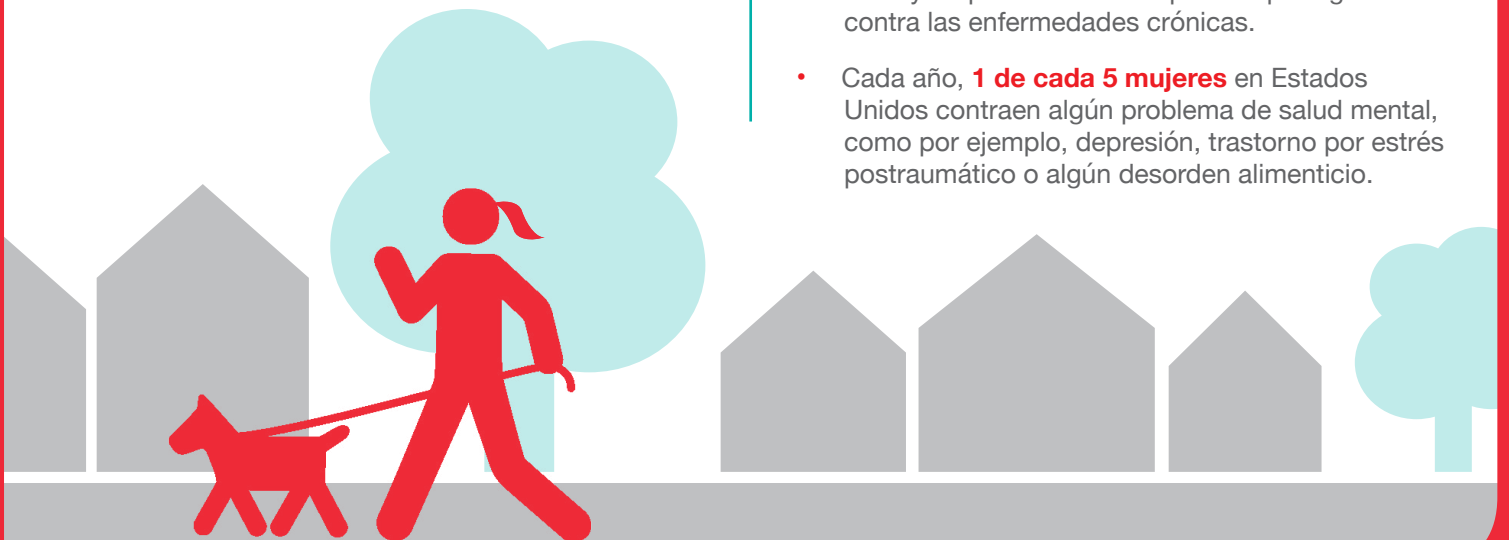 contra las enfermedades crónicas.
• Cada año, 1 de cada 5 mujeres en Estados
Unidos contraen algún problema de salud mental,
como por ejemplo, depresión, trastorno por estrés
postraumático o algún desorden alimenticio.